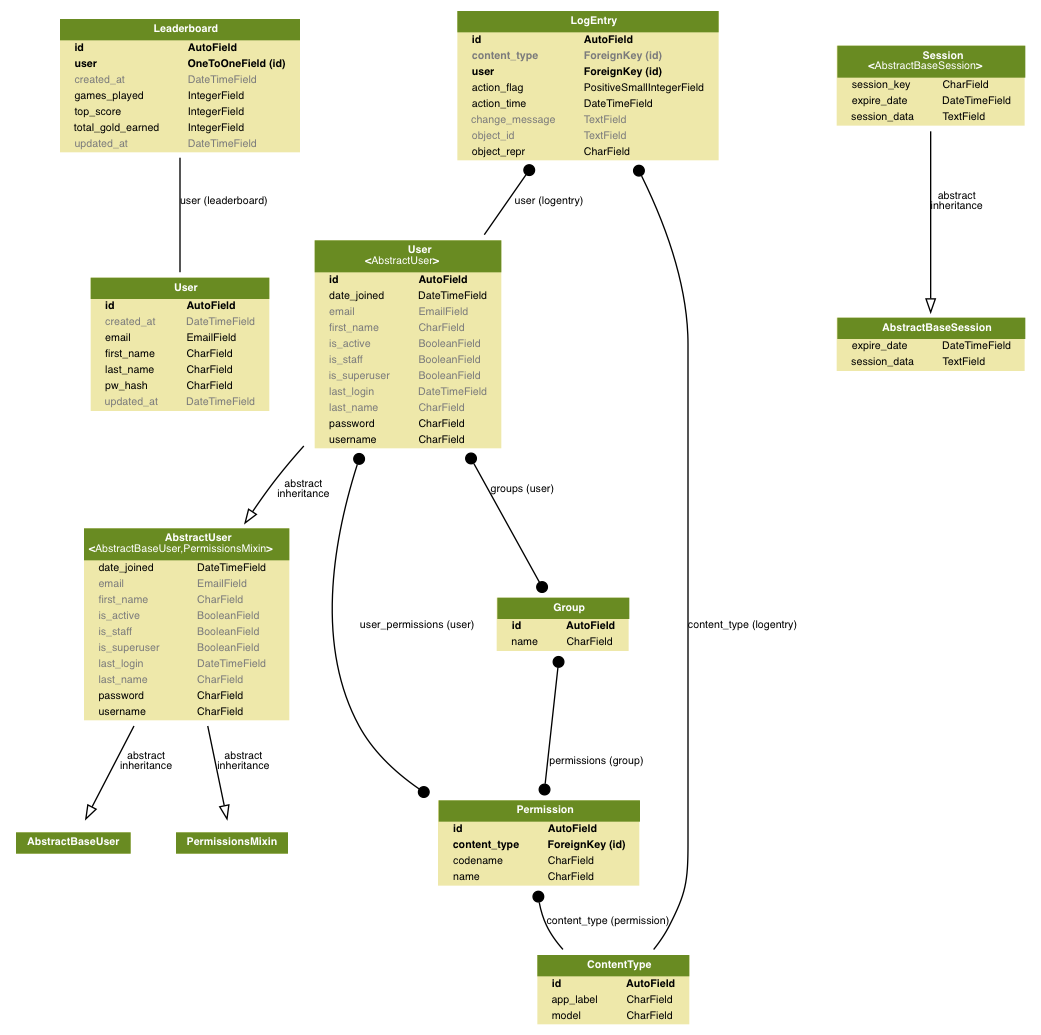 Leaderboard
id AutoField
user OneToOneField (id)
created_at DateTimeField
games_played IntegerField
top_score IntegerField
total_gold_earned IntegerField
updated_at DateTimeField
LogEntry
id AutoField
content_type ForeignKey (id)
user ForeignKey (id)
action_flag PositiveSmallIntegerField
action_time DateTimeField
change_message TextField
object_id TextField
object_repr CharField
Session
<AbstractBaseSession>
session_key CharField
expire_date DateTimeField
session_data TextField
user (leaderboard)
user (logentry)
abstract
inheritance
User
id AutoField
created_at DateTimeField
email EmailField
first_name CharField
last_name CharField
pw_hash CharField
updated_at DateTimeField
User
<AbstractUser>
id AutoField
date_joined DateTimeField
email EmailField
first_name CharField
is_active BooleanField
is_staff BooleanField
is_superuser BooleanField
last_login DateTimeField
last_name CharField
password CharField
username CharField
AbstractBaseSession
expire_date DateTimeField
session_data TextField
abstract
inheritance
groups (user)
AbstractUser
<AbstractBaseUser,PermissionsMixin>
date_joined DateTimeField
email EmailField
first_name CharField
is_active BooleanField
is_staff BooleanField
is_superuser BooleanField
last_login DateTimeField
last_name CharField
password CharField
username CharField
user_permissions (user)
Group
id AutoField
name CharField
content_type (logentry)
abstract
inheritance
abstract
inheritance
permissions (group)
AbstractBaseUser
PermissionsMixin
Permission
id AutoField
content_type ForeignKey (id)
codename CharField
name CharField
content_type (permission)
ContentType
id AutoField
app_label CharField
model CharField